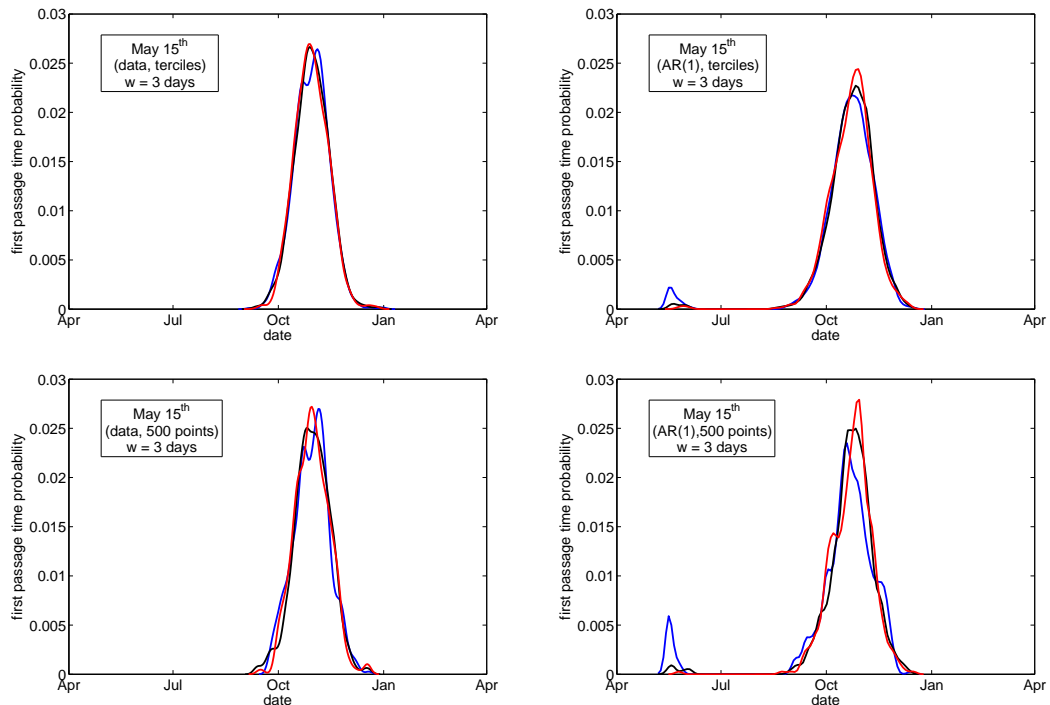 0.03
0.025
0.02
0.015
0.01
0.005
0
first passage time probability
May 15th
(data, terciles)
w = 3 days
Apr
Jul
Oct
Jan
Apr
date
0.03
0.025
0.02
0.015
0.01
0.005
0
first passage time probability
May 15th
(AR(1), terciles)
w = 3 days
Apr
Jul
Oct
Jan
Apr
date
0.03
0.025
0.02
0.015
0.01
0.005
0
first passage time probability
May 15th
(data, 500 points)
w = 3 days
Apr
Jul
Oct
Jan
Apr
date
0.03
0.025
0.02
0.015
0.01
0.005
0
first passage time probability
May 15th
(AR(1),500 points)
w = 3 days
Apr
Jul
Oct
Jan
Apr
date